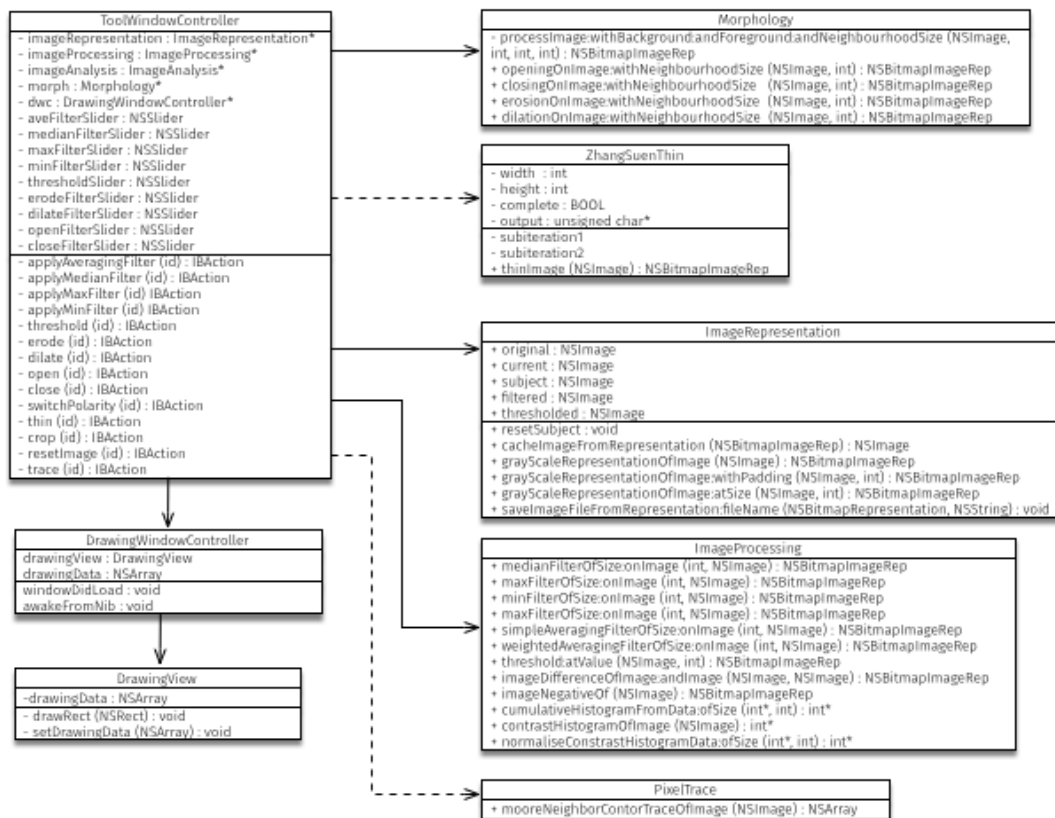 ToolWindowController
- imageRepresentation : ImageRepresentation*
- imageProcessing : ImageProcessing*
- imageAnalysis : ImageAnalysis*
- morph : Morphology*
- dwc : DrawingWindowController*
- aveFilterSlider : NSSlider
- medianFilterSlider : NSSlider
- maxFilterSlider : NSSlider
- minFilterSlider : NSSlider
- thresholdSlider : NSSlider
- erodeFilterSlider : NSSlider
- dilateFilterSlider : NSSlider
- openFilterSlider : NSSlider
- closeFilterSlider : NSSlider
- applyAveragingFilter (id) : IBAction
- applyMedianFilter (id) : IBAction
- applyMaxFilter (id) IBAction
- applyMinFilter (id) IBAction
- threshold (id) : IBAction
- erode (id) : IBAction
- dilate (id) : IBAction
- open (id) : IBAction
- close (id) : IBAction
- switchPolarity (id) : IBAction
- thin (id) : IBAction
- crop (id) : IBAction
- resetImage (id) : IBAction
- trace (id) : IBAction
DrawingWindowController
drawingView : DrawingView
drawingData : NSArray
windowDidLoad : void
awakeFromNib : void
DrawingView
-drawingData : NSArray
- drawRect (NSRect) : void
- setDrawingData (NSArray) : void
Morphology
- processImage:withBackground:andForeground:andNeighbourhoodSize (NSImage,
int, int, int) : NSBitmapImageRep
+ openingOnImage:withNeighbourhoodSize (NSImage, int) : NSBitmapImageRep
+ closingOnImage:withNeighbourhoodSize (NSImage, int) : NSBitmapImageRep
+ erosionOnImage:withNeighbourhoodSize (NSImage, int) : NSBitmapImageRep
+ dilationOnImage:withNeighbourhoodSize (NSImage, int) : NSBitmapImageRep
ZhangSuenThin
- width : int
- height : int
- complete : BOOL
- output : unsigned char*
- subiteration1
- subiteration2
+ thinImage (NSImage) : NSBitmapImageRep
ImageRepresentation
+ original : NSImage
+ current : NSImage
+ subject : NSImage
+ filtered : NSImage
+ thresholded : NSImage
+ resetSubject : void
+ cacheImageFromRepresentation (NSBitmapImageRep) : NSImage
+ grayScaleRepresentationOfImage (NSImage) : NSBitmapImageRep
+ grayScaleRepresentationOfImage:withPadding (NSImage, int) : NSBitmapImageRep
+ grayScaleRepresentationOfImage:atSize (NSImage, int) : NSBitmapImageRep
+ saveImageFileFromRepresentation:fileName (NSBitmapRepresentation, NSString) : void
ImageProcessing
+ medianFilterOfSize:onImage (int, NSImage) : NSBitmapImageRep
+ maxFilterOfSize:onImage (int, NSImage) : NSBitmapImageRep
+ minFilterOfSize:onImage (int, NSImage) : NSBitmapImageRep
+ maxFilterOfSize:onImage (int, NSImage) : NSBitmapImageRep
+ simpleAveragingFilterOfSize:onImage (int, NSImage) : NSBitmapImageRep
+ weightedAveragingFilterOfSize:onImage (int, NSImage) : NSBitmapImageRep
+ threshold:atValue (NSImage, int) : NSBitmapImageRep
+ imageDifferenceOfImage:andImage (NSImage, NSImage) : NSBitmapImageRep
+ imageNegativeOf (NSImage) : NSBitmapImageRep
+ cumulativeHistogramFromData:ofSize (int*, int) : int*
+ contrastHistogramOfImage (NSImage) : int*
+ normaliseConstrastHistogramData:ofSize (int*, int) : int*
PixelTrace
+ mooreNeighborContorTraceOfImage (NSImage) : NSArray